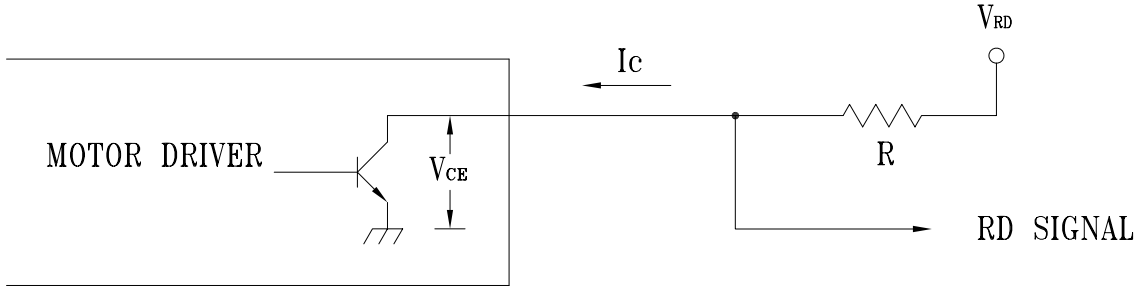 VRD
Ic
MOTOR DRIVER
VCE
R
RD SIGNAL